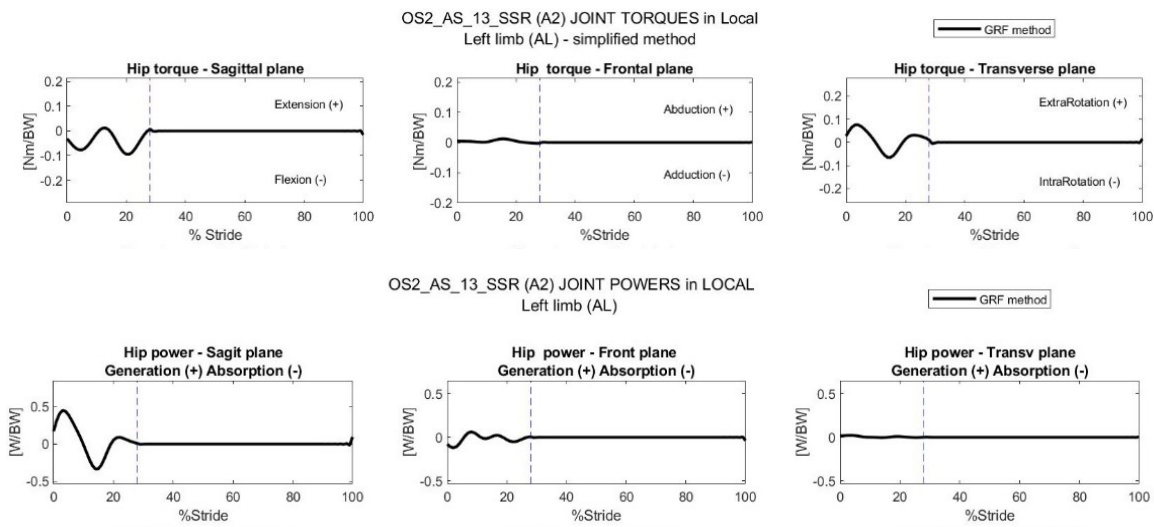 OS2_AS_13_SSR (A2) JOINT TORQUES in Local
Left limb (AL) - simplified method
GRF method
Hip torque - Sagittal plane
0.2
0.1
0
-0.1
-0.2
[Nm/BW]
Extension (+)
Flexion (-)
0 20 40 60 80 100
% Stride
Hip torque - Frontal plane
0.2
0.1
0
-0.1
-0.2
[Nm/BW]
Abduction (+)
Adduction (-)
0 20 40 60 80 100
%Stride
Hip torque - Transverse plane
0.2
0.1
0
-0.1
-0.2
[Nm/BW]
ExtraRotation (+)
IntraRotation (-)
0 20 40 60 80 100
%Stride
OS2_AS_13_SSR (A2) JOINT POWERS in LOCAL
Left limb (AL)
GRF method
Hip power - Sagit plane
Generation (+) Absorption (-)
0.5
0
-0.5
[W/BW]
0 20 40 60 80 100
%Stride
Hip power - Front plane
Generation (+) Absorption (-)
0.5
0
-0.5
[W/BW]
0 20 40 60 80 100
%Stride
Hip power - Transv plane
Generation (+) Absorption (-)
0.5
0
-0.5
[W/BW]
0 20 40 60 80 100
%Stride